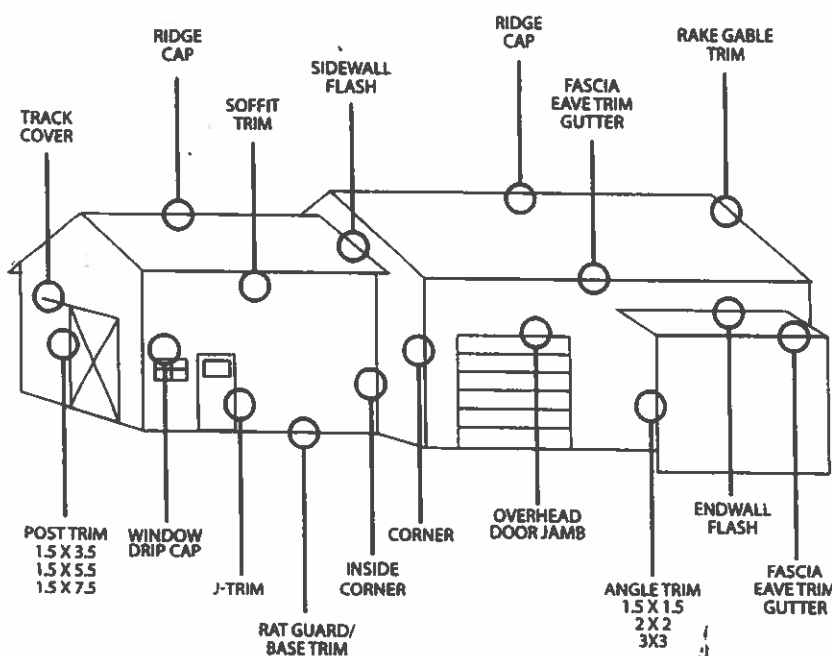 RIDGE
CAP
RIDGE
CAP
RAKE GABLE
TRIM
SIDEWALL
FLASH
FASCIA
EAVE TRIM
GUTTER
SOFFIT
TRIM
TRACK
COVER
POST TRIM
1.5 X 3.5
1.5 X 5.5
1.5 X 7.5
WINDOW
DRIP CAP
J-TRIM
RAT GUARD/
BASE TRIM
INSIDE
CORNER
CORNER
OVERHEAD
DOOR JAMB
ANGLE TRIM
1.5 X 1.5
2 X 2
3X3
ENDWALL
FLASH
FASCIA
EAVE TRIM
GUTTER